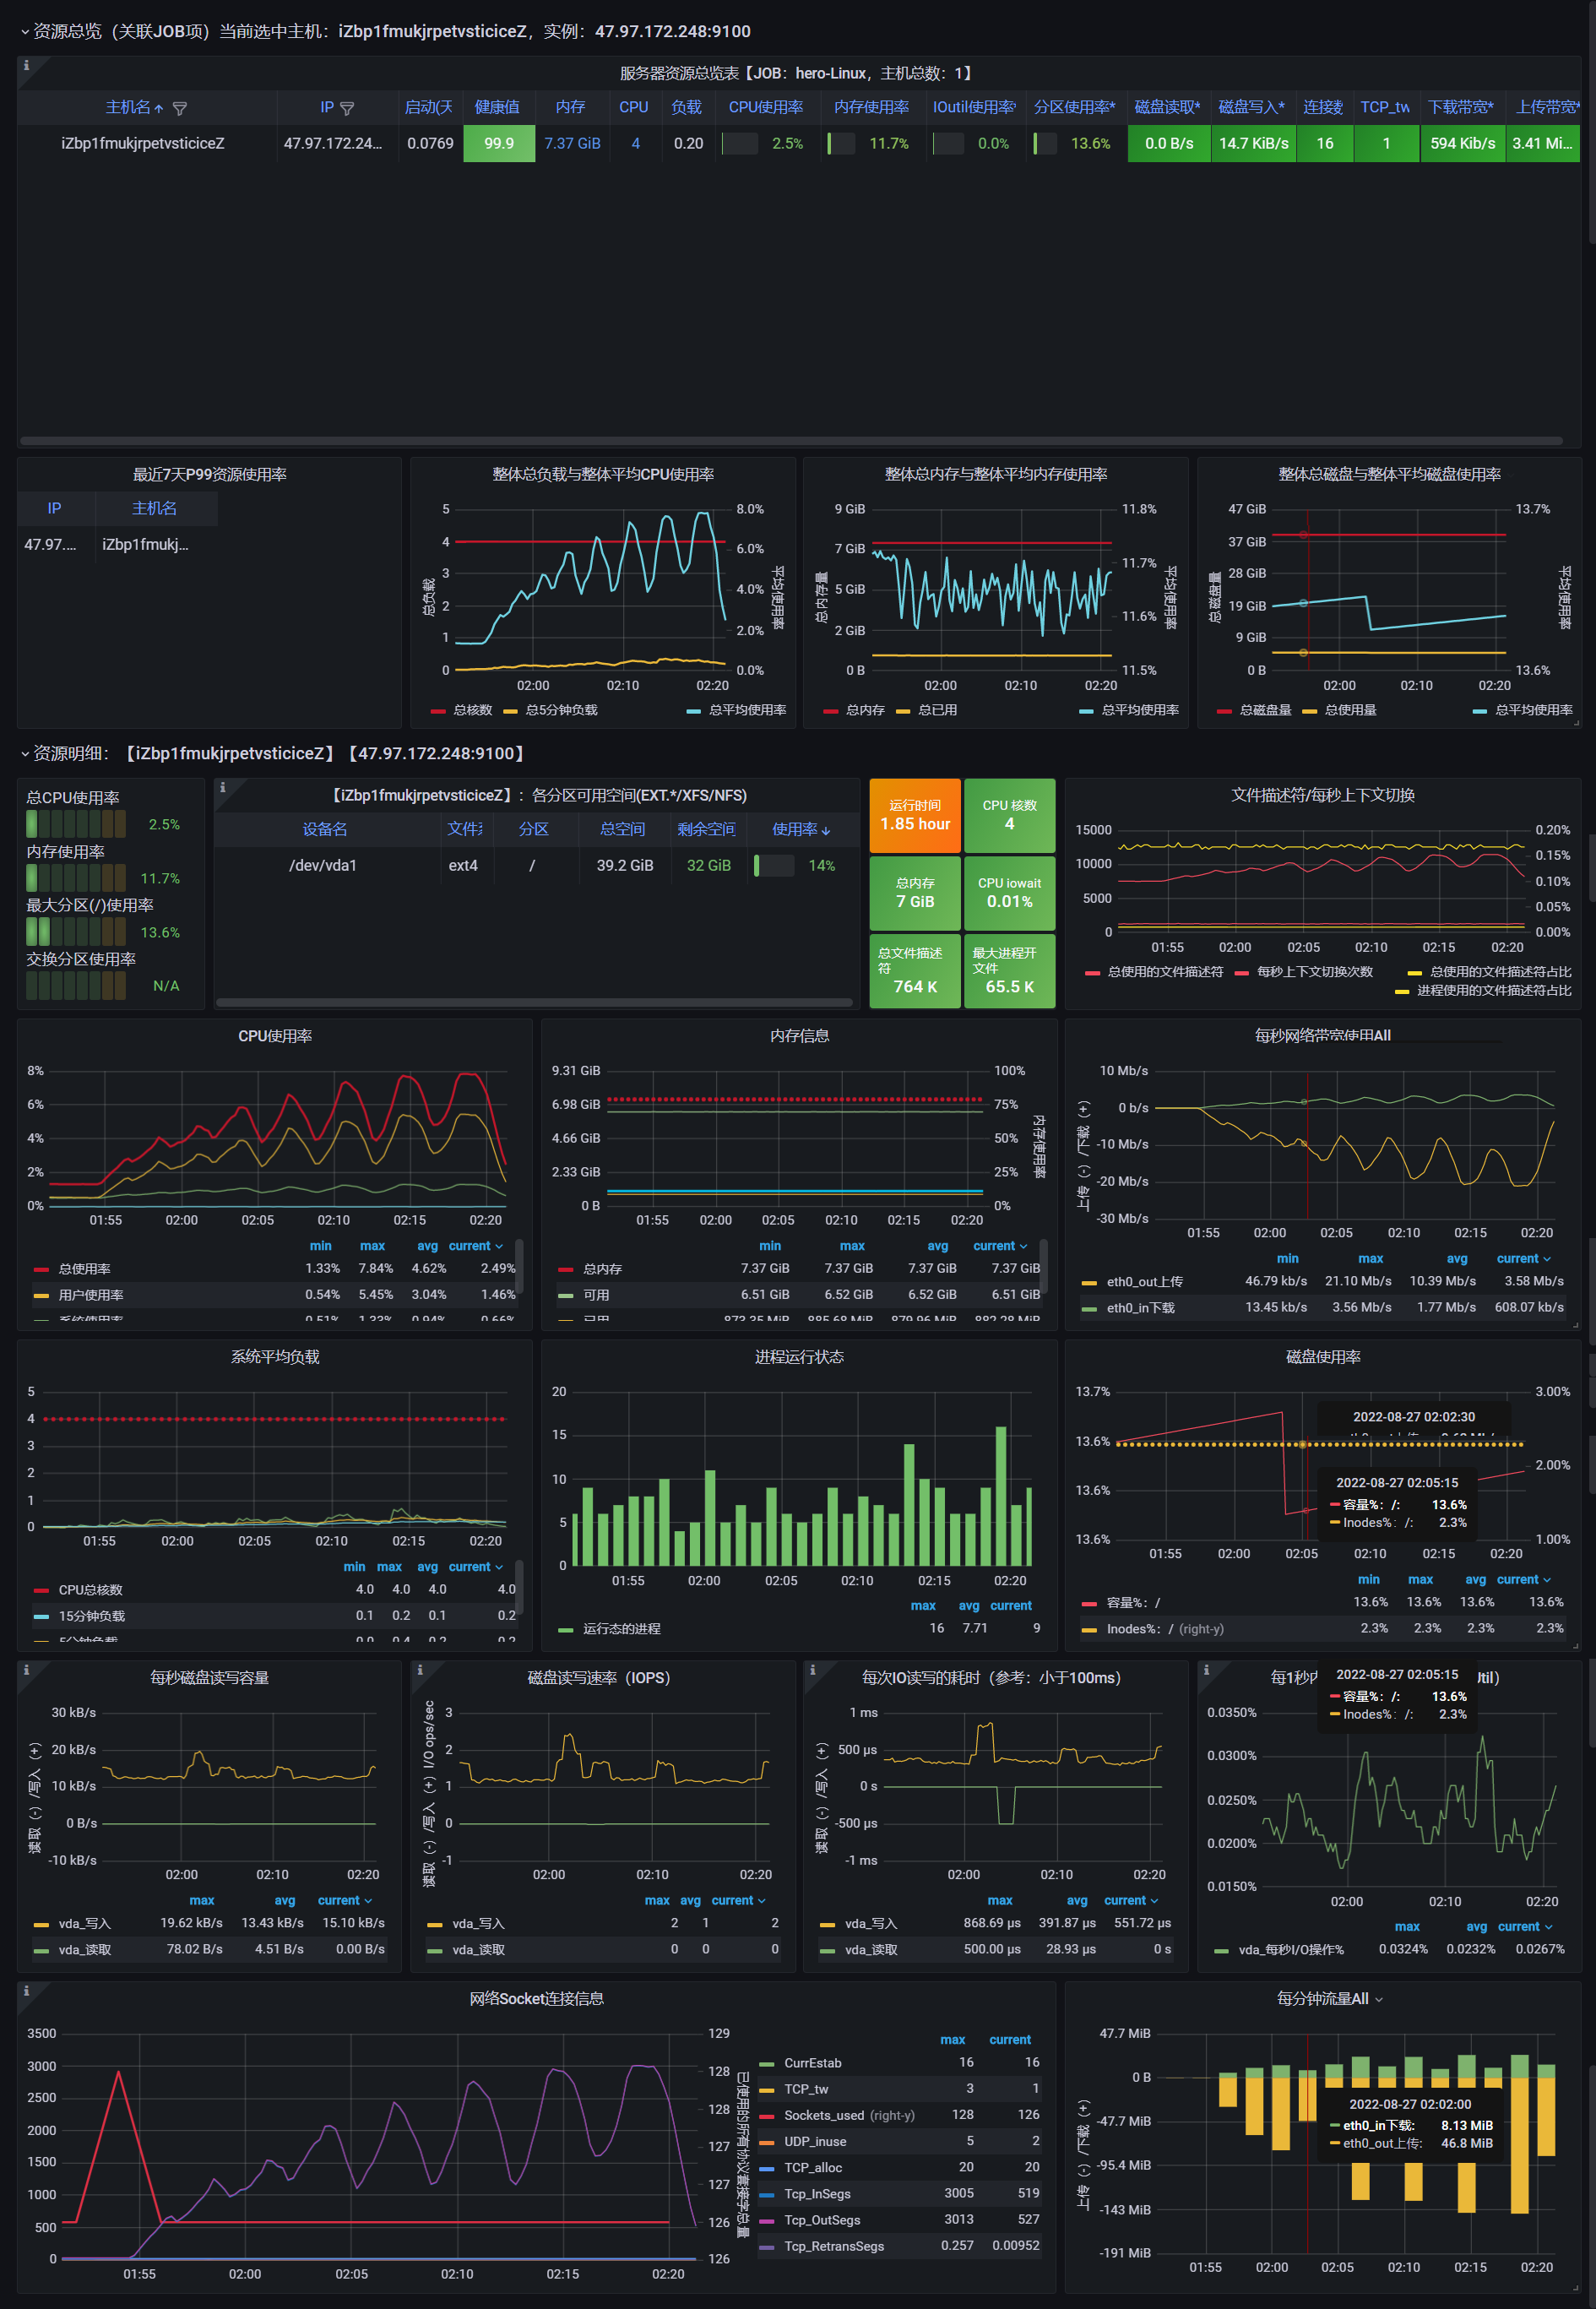 资源总览（关联JOB项）当前选中主机：iZbp1fmukjrpetvsticiceZ，实例：47.97.172.248:9100
服务器资源总览表【JOB：hero-Linux，主机总数：1】
主机名 IP 启动(天 健康值 内存 CPU 负载 CPU使用率 内存使用率 IOutil使用率* 分区使用率* 磁盘读取* 磁盘写入* 连接数 TCP_tw 下载带宽* 上传带宽*
iZbp1fmukjrpetvsticiceZ 47.97.172.24... 0.0769 99.9 7.37 GiB 4 0.20 2.5% 11.7% 0.0% 13.6% 0.0 B/s 14.7 KiB/s 16 1 594 Kib/s 3.41 Mi...
最近7天P99资源使用率
IP 主机名
47.97.... iZbp1fmukj...
整体总负载与整体平均CPU使用率
总负载
5
4
3
2
1
0
8.0%
6.0%
4.0%
2.0%
0.0%
整体平均使用率
02:00 02:10 02:20
总核数 总5分钟负载 总平均使用率
整体总内存与整体平均内存使用率
总内存量
9 GiB
7 GiB
5 GiB
2 GiB
0 B
11.8%
11.7%
11.6%
11.5%
整体平均使用率
02:00 02:10 02:20
总内存 总已用 总平均使用率
整体总磁盘与整体平均磁盘使用率
总磁盘量
47 GiB
37 GiB
28 GiB
19 GiB
9 GiB
0 B
13.7%
13.6%
整体平均使用率
02:00 02:10 02:20
总磁盘量 总使用量 总平均使用率
资源明细：【iZbp1fmukjrpetvsticiceZ】【47.97.172.248:9100】
总CPU使用率
2.5%
内存使用率
11.7%
最大分区(/)使用率
13.6%
交换分区使用率
N/A
【iZbp1fmukjrpetvsticiceZ】：各分区可用空间(EXT.*/XFS/NFS)
设备名 文件系 分区 总空间 剩余空间 使用率
/dev/vda1 ext4 / 39.2 GiB 32 GiB 14%
运行时间
1.85 hour
CPU 核数
4
总内存
7 GiB
CPU iowait
0.01%
总文件描述符
764 K
最大进程开文件
65.5 K
文件描述符/每秒上下文切换
15000
10000
5000
0
0.20%
0.15%
0.10%
0.05%
0.00%
01:55 02:00 02:05 02:10 02:15 02:20
总使用的文件描述符 每秒上下文切换次数 总使用的文件描述符占比
进程使用的文件描述符占比
CPU使用率
8%
6%
4%
2%
0%
01:55 02:00 02:05 02:10 02:15 02:20
min max avg current
总使用率 1.33% 7.84% 4.62% 2.49%
用户使用率 0.54% 5.45% 3.04% 1.46%
系统使用率 0.51% 1.33% 0.94% 0.66%
内存信息
9.31 GiB
6.98 GiB
4.66 GiB
2.33 GiB
0 B
100%
75%
50%
25%
0%
内存使用率
01:55 02:00 02:05 02:10 02:15 02:20
min max avg current
总内存 7.37 GiB 7.37 GiB 7.37 GiB 7.37 GiB
可用 6.51 GiB 6.52 GiB 6.52 GiB 6.51 GiB
已用 873.35 MiB 885.68 MiB 879.96 MiB 882.28 MiB
每秒网络带宽使用All
上传（-）/下载（+）
10 Mb/s
0 b/s
-10 Mb/s
-20 Mb/s
-30 Mb/s
01:55 02:00 02:05 02:10 02:15 02:20
min max avg current
eth0_out上传 46.79 kb/s 21.10 Mb/s 10.39 Mb/s 3.58 Mb/s
eth0_in下载 13.45 kb/s 3.56 Mb/s 1.77 Mb/s 608.07 kb/s
系统平均负载
5
4
3
2
1
0
01:55 02:00 02:05 02:10 02:15 02:20
min max avg current
CPU总核数 4.0 4.0 4.0 4.0
15分钟负载 0.1 0.2 0.1 0.2
5分钟负载 0.0 0.4 0.2 0.2
进程运行状态
20
15
10
5
0
01:55 02:00 02:05 02:10 02:15 02:20
max avg current
运行态的进程 16 7.71 9
磁盘使用率
13.7%
13.6%
13.6%
13.6%
3.00%
2.00%
1.00%
2022-08-27 02:02:30
2022-08-27 02:05:15
容量%：/: 13.6%
Inodes%：/: 2.3%
01:55 02:00 02:05 02:10 02:15 02:20
min max avg current
容量%：/ 13.6% 13.6% 13.6% 13.6%
Inodes%：/ (right-y) 2.3% 2.3% 2.3% 2.3%
每秒磁盘读写容量
读取（-）/写入（+）
30 kB/s
20 kB/s
10 kB/s
0 B/s
-10 kB/s
02:00 02:10 02:20
max avg current
vda_写入 19.62 kB/s 13.43 kB/s 15.10 kB/s
vda_读取 78.02 B/s 4.51 B/s 0.00 B/s
磁盘读写速率（IOPS）
读取（-）/写入（+）I/O ops/sec
3
2
1
0
-1
02:00 02:10 02:20
max avg current
vda_写入 2 1 2
vda_读取 0 0 0
每次IO读写的耗时（参考：小于100ms）
读取（-）/写入（+）
1 ms
500 µs
0 s
-500 µs
-1 ms
02:00 02:10 02:20
max avg current
vda_写入 868.69 µs 391.87 µs 551.72 µs
vda_读取 500.00 µs 28.93 µs 0 s
每1秒内 til）
2022-08-27 02:05:15
容量%：/: 13.6%
Inodes%：/: 2.3%
0.0350%
0.0300%
0.0250%
0.0200%
0.0150%
02:00 02:10 02:20
max avg current
vda_每秒I/O操作% 0.0324% 0.0232% 0.0267%
网络Socket连接信息
3500
3000
2500
2000
1500
1000
500
0
129
128
128
127
127
126
126
已使用的所有协议套接字总量
01:55 02:00 02:05 02:10 02:15 02:20
max current
CurrEstab 16 16
TCP_tw 3 1
Sockets_used (right-y) 128 126
UDP_inuse 5 2
TCP_alloc 20 20
Tcp_InSegs 3005 519
Tcp_OutSegs 3013 527
Tcp_RetransSegs 0.257 0.00952
每分钟流量All
上传（-）/下载（+）
47.7 MiB
0 B
-47.7 MiB
-95.4 MiB
-143 MiB
-191 MiB
2022-08-27 02:02:00
eth0_in下载: 8.13 MiB
eth0_out上传: 46.8 MiB
01:55 02:00 02:05 02:10 02:15 02:20